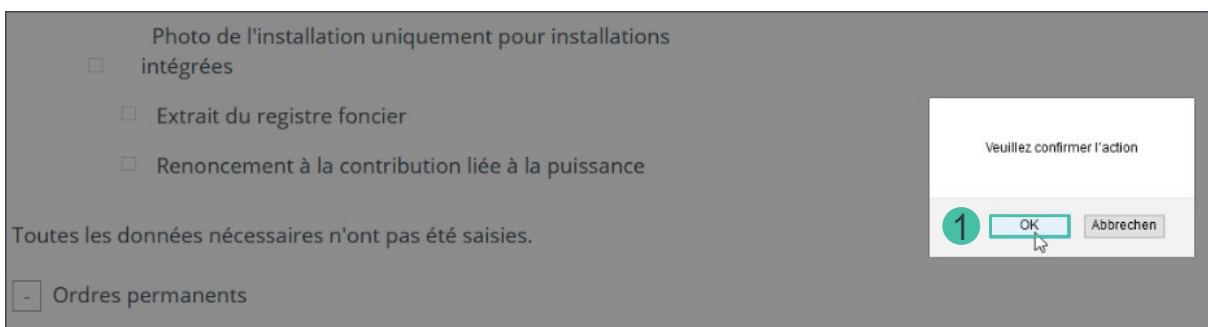 Photo de l'installation uniquement pour installations
intégrées
Extrait du registre foncier
Renoncement à la contribution liée à la puissance
Toutes les données nécessaires n'ont pas été saisies.
- Ordres permanents
Veuillez confirmer l'action
1 OK Abbrechen